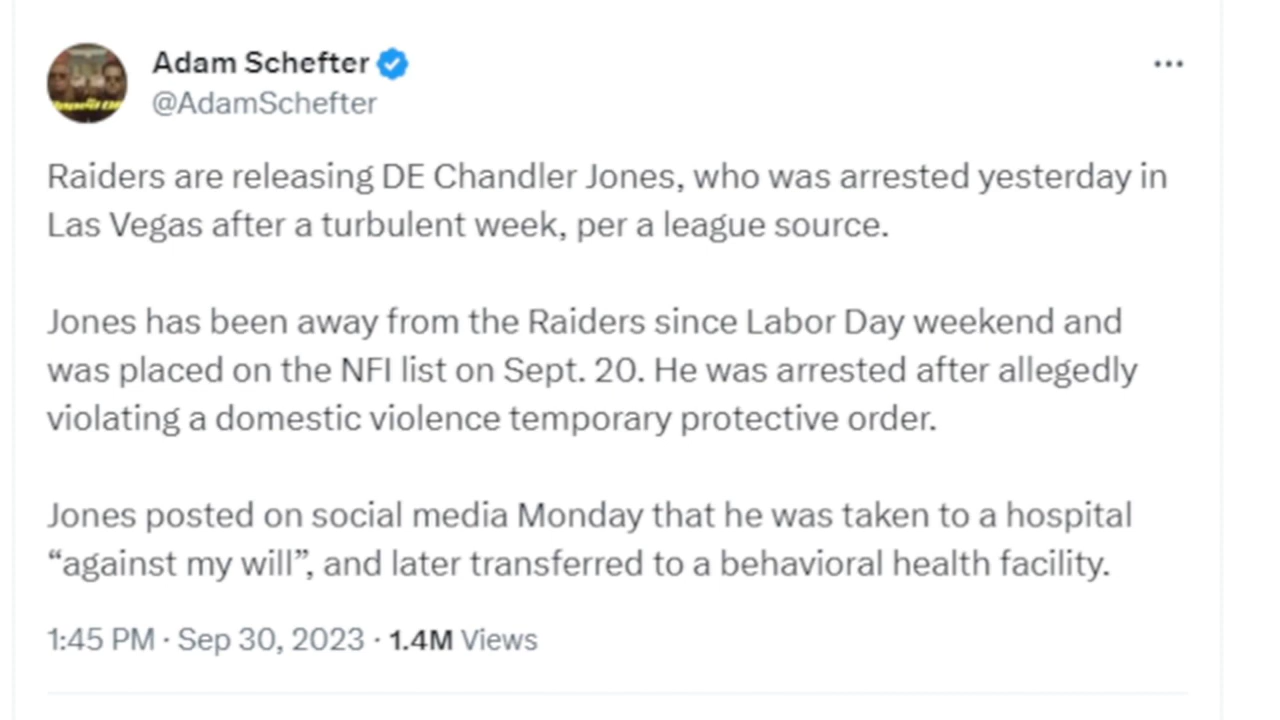 Adam Schefter
@AdamSchefter
Raiders are releasing DE Chandler Jones, who was arrested yesterday in
Las Vegas after a turbulent week, per a league source.
Jones has been away from the Raiders since Labor Day weekend and
was placed on the NFI list on Sept. 20. He was arrested after allegedly
violating a domestic violence temporary protective order.
Jones posted on social media Monday that he was taken to a hospital
“against my will”, and later transferred to a behavioral health facility.
1:45 PM · Sep 30, 2023 · 1.4M Views